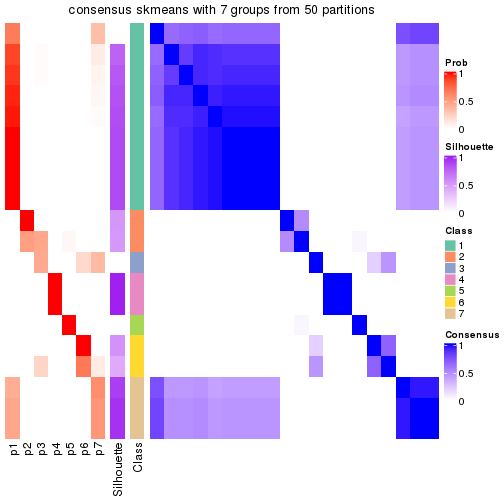 consensus skmeans with 7 groups from 50 partitions
Prob
1
0.5
0
Silhouette
1
0.5
0
Class
1
2
3
4
5
6
7
Consensus
1
0.5
0
p1
p2
p3
p4
p5
p6
p7
Silhouette
Class